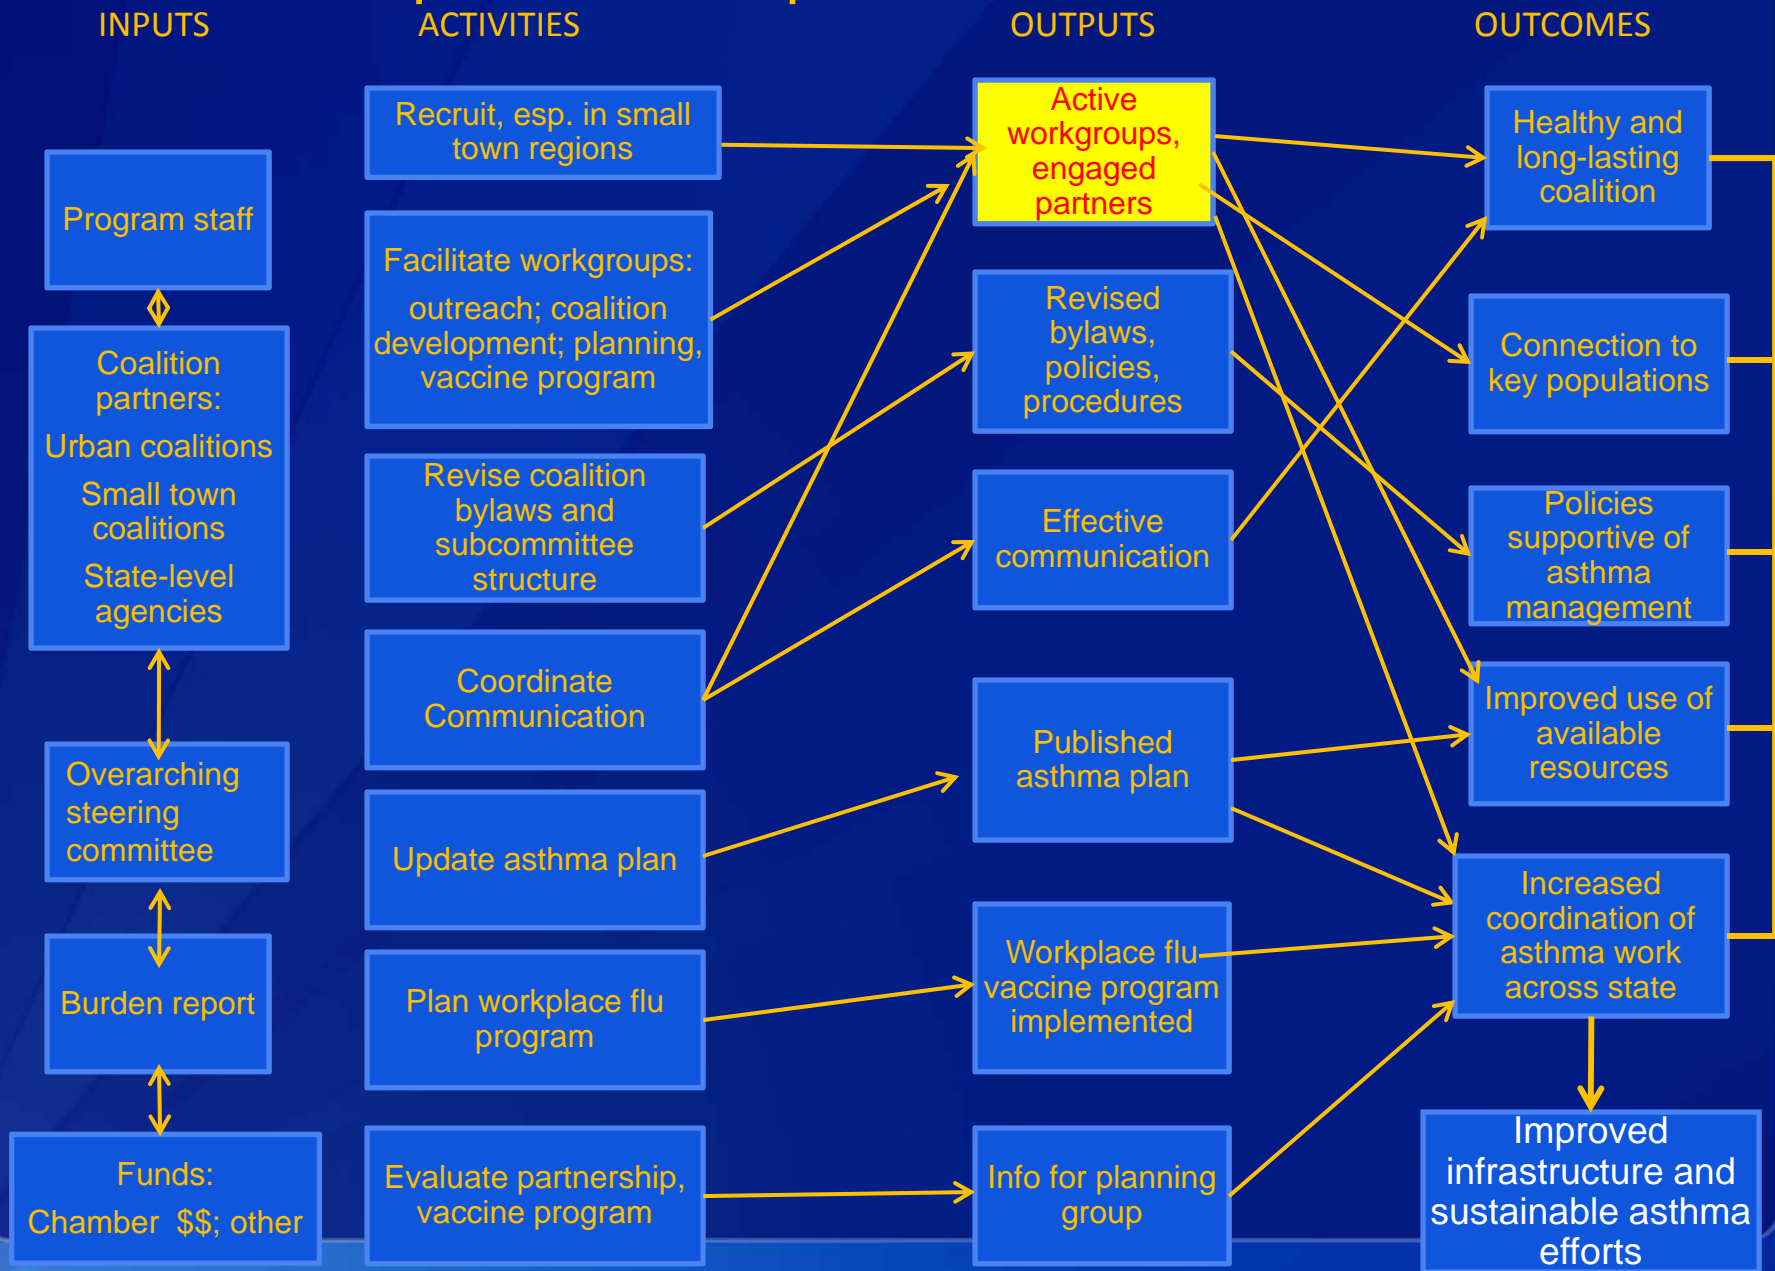 INPUTS
ACTIVITIES
OUTPUTS
OUTCOMES
Program staff
Coalition
partners:
Urban coalitions
Small town
coalitions
State-level
agencies
Overarching
steering
committee
Burden report
Funds:
Chamber $$; other
Recruit, esp. in small
town regions
Facilitate workgroups:
outreach; coalition
development; planning,
vaccine program
Revise coalition
bylaws and
subcommittee
structure
Coordinate
Communication
Update asthma plan
Plan workplace flu
program
Evaluate partnership,
vaccine program
Active
workgroups,
engaged
partners
Revised
bylaws,
policies,
procedures
Effective
communication
Published
asthma plan
Workplace flu
vaccine program
implemented
Info for planning
group
Healthy and
long-lasting
coalition
Connection to
key populations
Policies
supportive of
asthma
management
Improved use of
available
resources
Increased
coordination of
asthma work
across state
Improved
infrastructure and
sustainable asthma
efforts